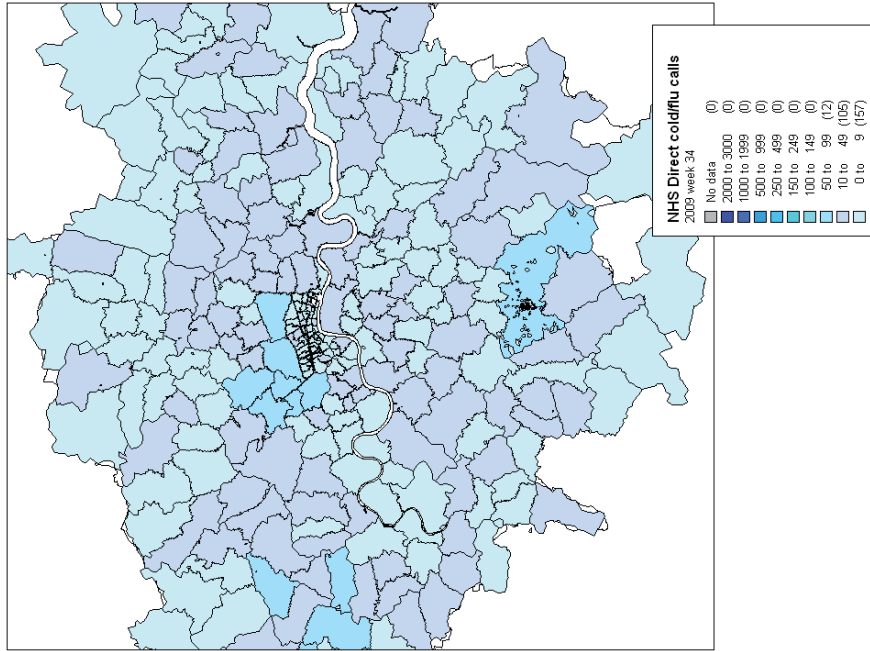 NHS Direct cold/flu calls
2009 week 34
No data (0)
2000 to 3000 (0)
1000 to 1999 (0)
500 to 999 (0)
250 to 499 (0)
150 to 249 (0)
100 to 149 (0)
50 to 99 (12)
10 to 49 (105)
0 to 9 (157)